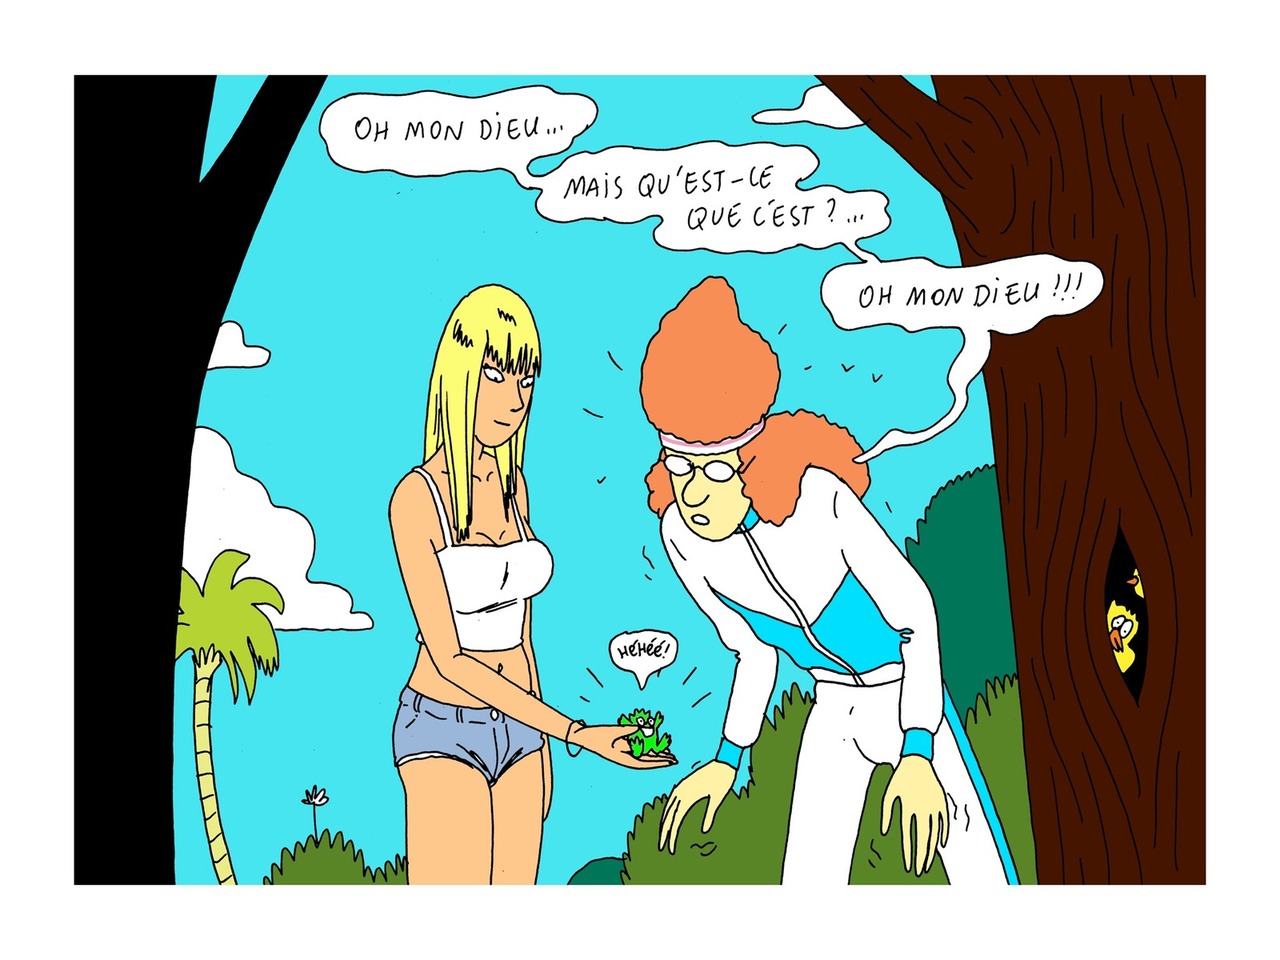 OH MON DiEU...
MAiS QU'EST-CE
QUE C'EST ?...
OH MON DiEU !!!
HÉHÉÉ!